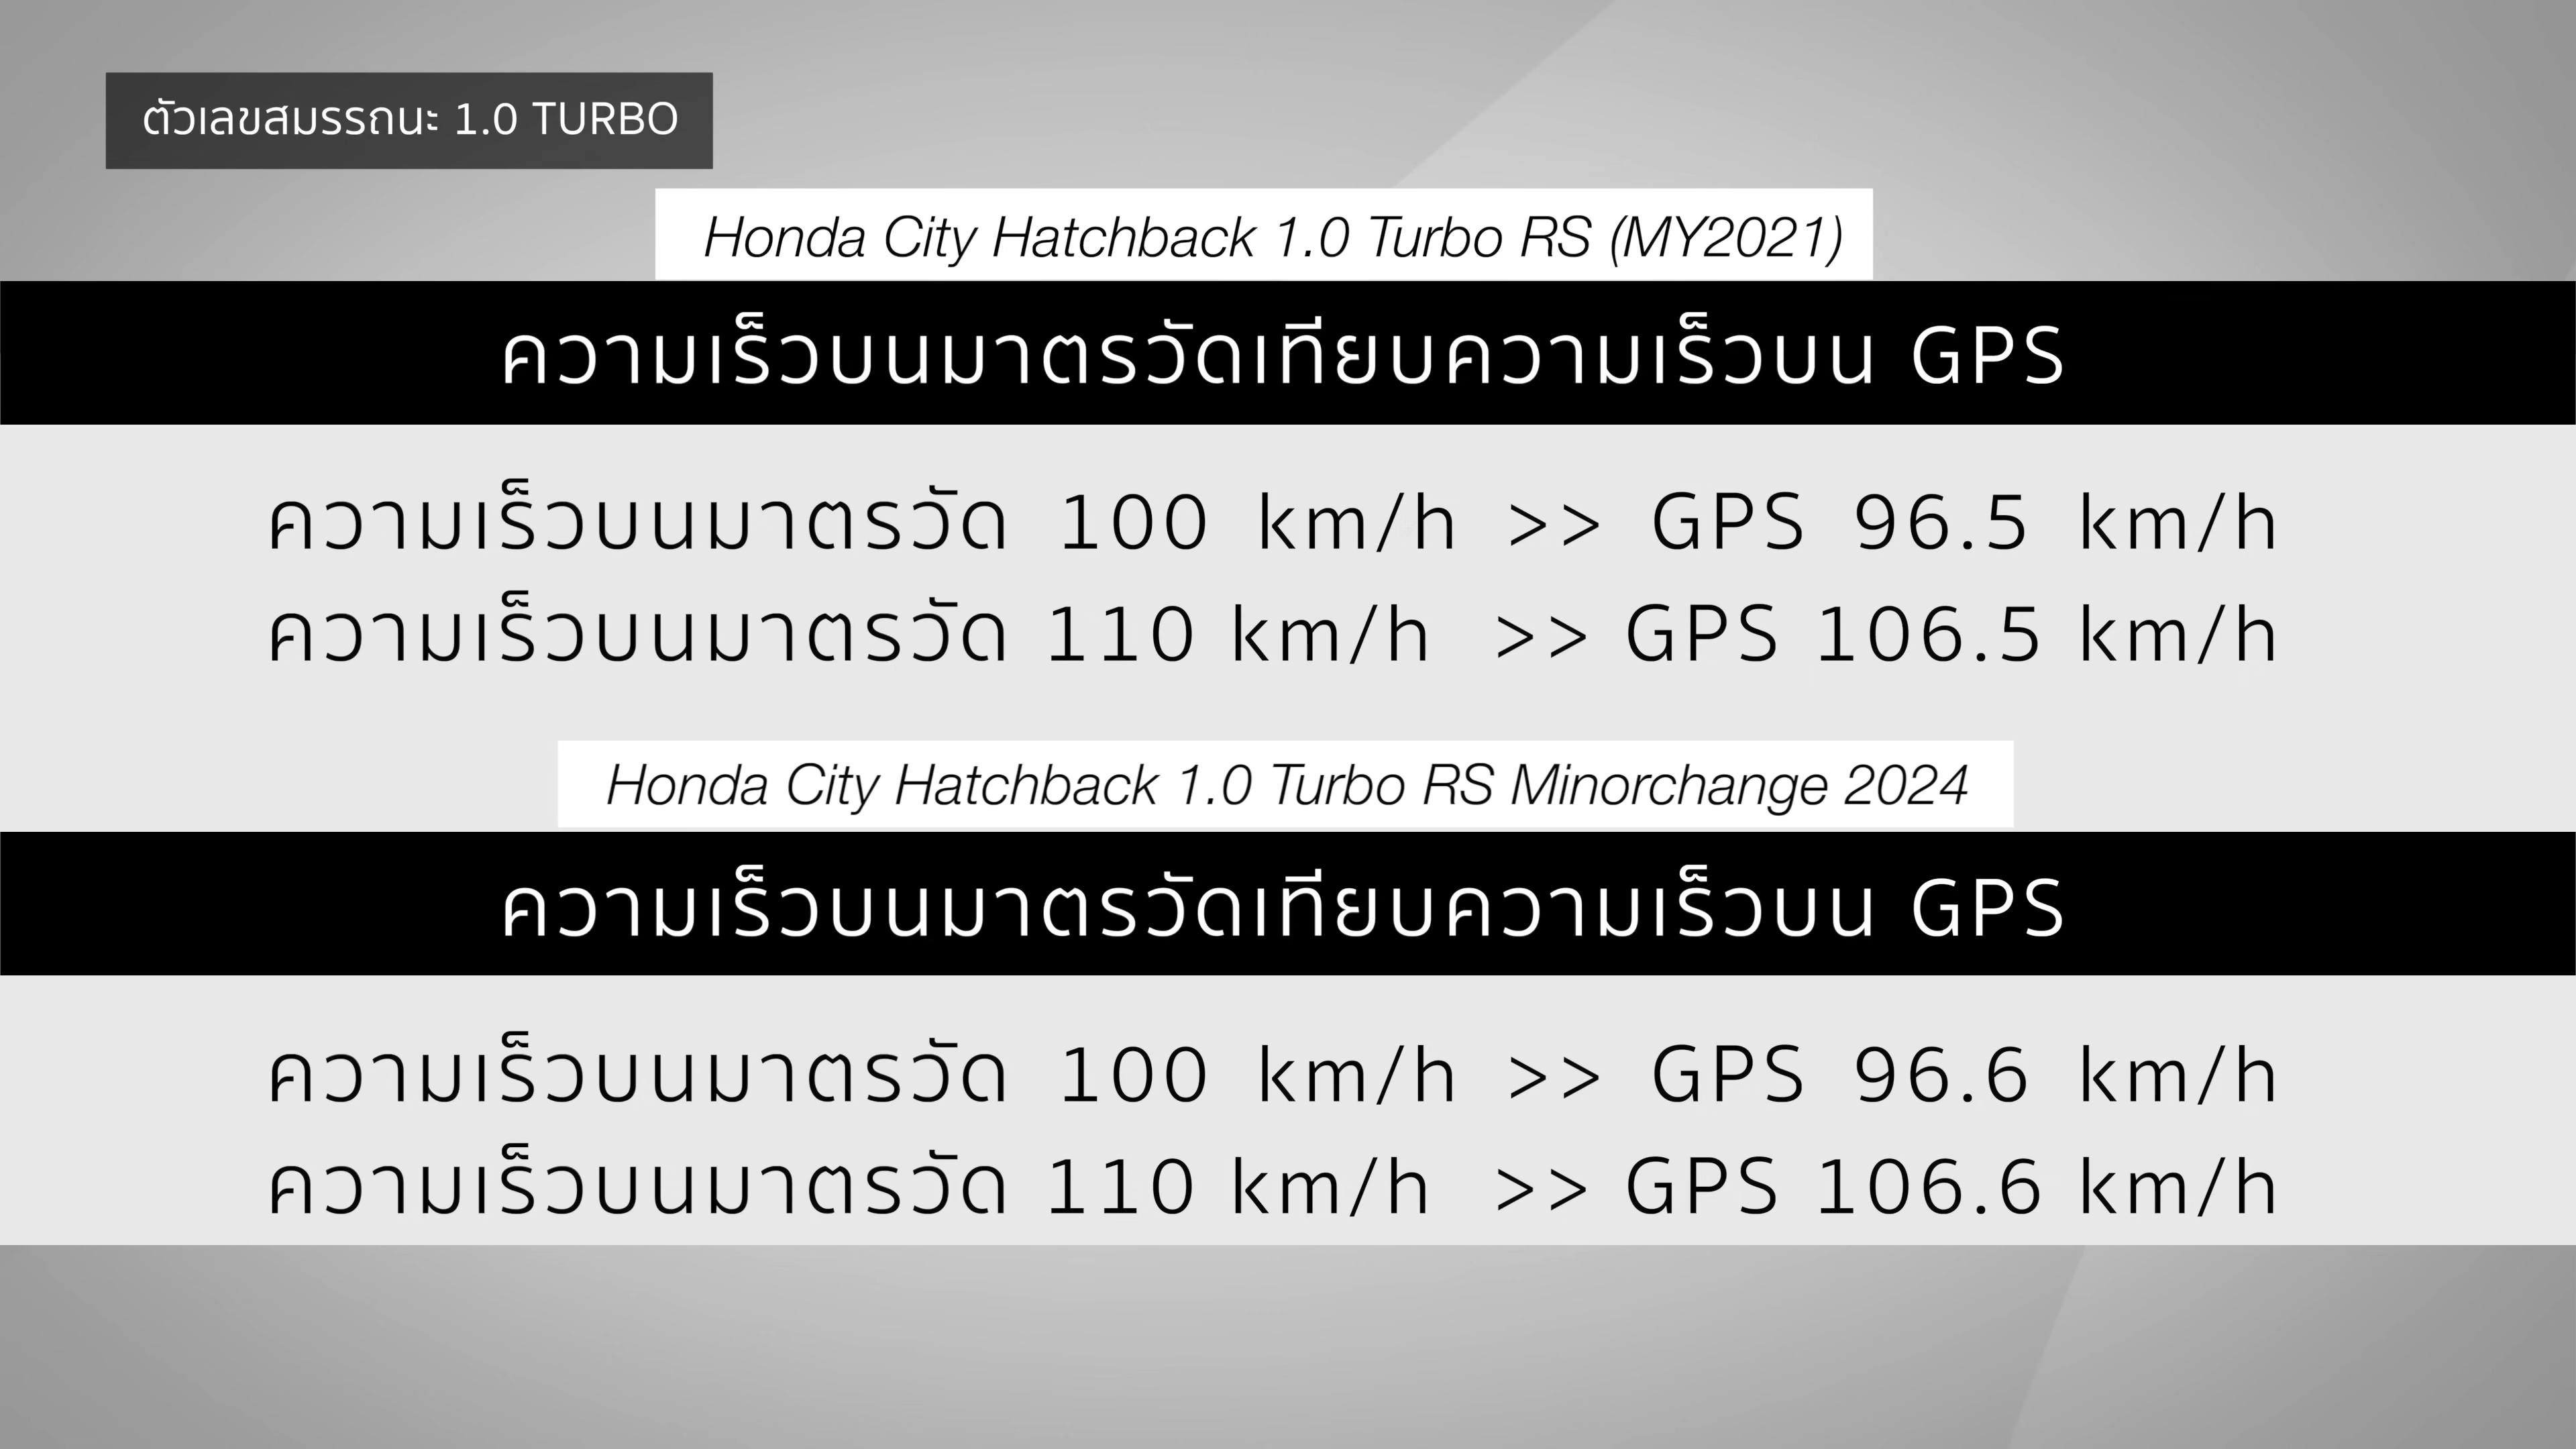 ตัวเลขสมรรถนะ 1.0 TURBO
Honda City Hatchback 1.0 Turbo RS (MY2021)
ความเร็วบนมาตรวัดเทียบความเร็วบน GPS
ความเร็วบนมาตรวัด 100 km/h >> GPS 96.5 km/h
ความเร็วบนมาตรวัด 110 km/h >> GPS 106.5 km/h
Honda City Hatchback 1.0 Turbo RS Minorchange 2024
ความเร็วบนมาตรวัดเทียบความเร็วบน GPS
ความเร็วบนมาตรวัด 100 km/h >> GPS 96.6 km/h
ความเร็วบนมาตรวัด 110 km/h >> GPS 106.6 km/h